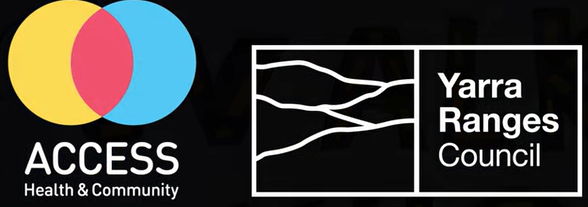 ACCESS
Health & Community
Yarra
Ranges
Council